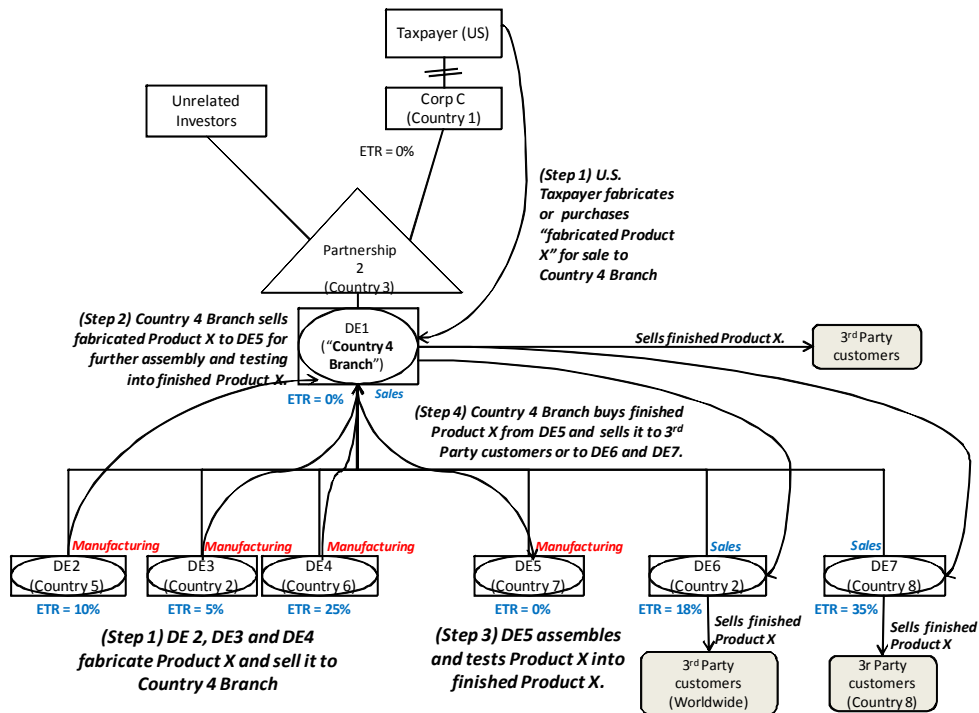 Taxpayer (US)
Unrelated
Investors
Corp C
(Country 1)
ETR = 0%
(Step 1) U.S.
Taxpayer fabricates
or purchases
“fabricated Product
X” for sale to
Country 4 Branch
Partnership
2
(Country 3)
(Step 2) Country 4 Branch sells
fabricated Product X to DE5 for
further assembly and testing
into finished Product X.
DE1
(“Country 4
Branch”)
Sells finished Product X.
3rd Party
customers
ETR = 0%
Sales
(Step 4) Country 4 Branch buys finished
Product X from DE5 and sells it to 3rd
Party customers or to DE6 and DE7.
Manufacturing
Manufacturing
Manufacturing
Manufacturing
Sales
Sales
DE2
(Country 5)
DE3
(Country 2)
DE4
(Country 6)
DE5
(Country 7)
DE6
(Country 2)
DE7
(Country 8)
ETR = 10%
ETR = 5%
ETR = 25%
ETR = 0%
ETR = 18%
ETR = 35%
(Step 1) DE 2, DE3 and DE4
fabricate Product X and sell it to
Country 4 Branch
(Step 3) DE5 assembles
and tests Product X into
finished Product X.
Sells finished
Product X
Sells finished
Product X
3rd Party
customers
(Worldwide)
3r Party
customers
(Country 8)